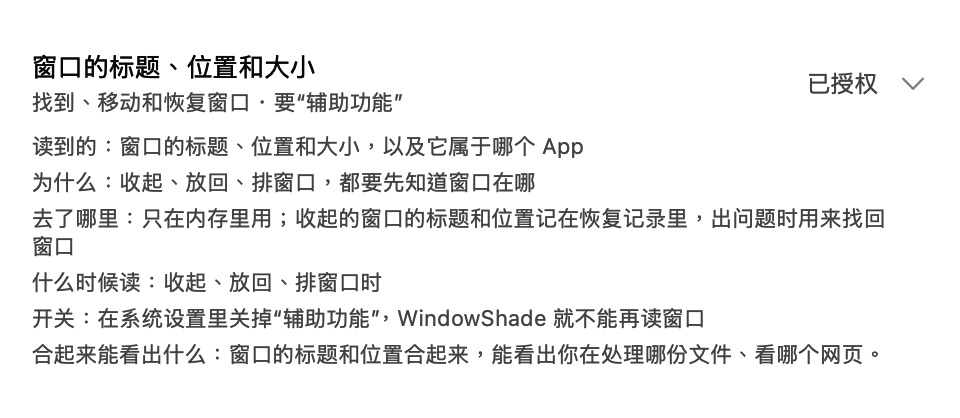 窗口的标题、位置和大小
找到、移动和恢复窗口·要“辅助功能”
已授权
读到的：窗口的标题、位置和大小，以及它属于哪个 App
为什么：收起、放回、排窗口，都要先知道窗口在哪
去了哪里：只在内存里用；收起的窗口的标题和位置记在恢复记录里，出问题时用来找回
窗口
什么时候读：收起、放回、排窗口时
开关：在系统设置里关掉“辅助功能”，WindowShade 就不能再读窗口
合起来能看出什么：窗口的标题和位置合起来，能看出你在处理哪份文件、看哪个网页。